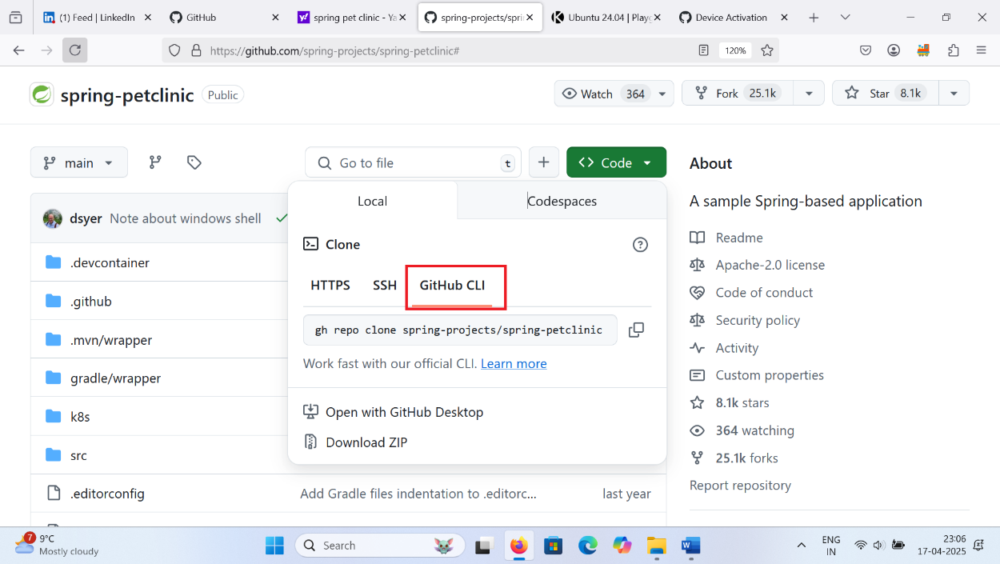 (1) Feed | LinkedIn
GitHub
spring pet clinic - Ya
spring-projects/sprin
Ubuntu 24.04 | Playg
Device Activation
https://github.com/spring-projects/spring-petclinic#
120%
spring-petclinic
Public
Watch 364
Fork 25.1k
Star 8.1k
main
Go to file
t
Code
About
Local
Codespaces
A sample Spring-based application
dsyer Note about windows shell
Clone
Readme
.devcontainer
Apache-2.0 license
HTTPS SSH GitHub CLI
Code of conduct
.github
gh repo clone spring-projects/spring-petclinic
Security policy
.mvn/wrapper
Activity
Work fast with our official CLI. Learn more
gradle/wrapper
Custom properties
8.1k stars
k8s
Open with GitHub Desktop
364 watching
Download ZIP
src
25.1k forks
Report repository
.editorconfig Add Gradle files indentation to .editorc... last year
7
9°C
Mostly cloudy
Search
ENG
IN
23:06
17-04-2025